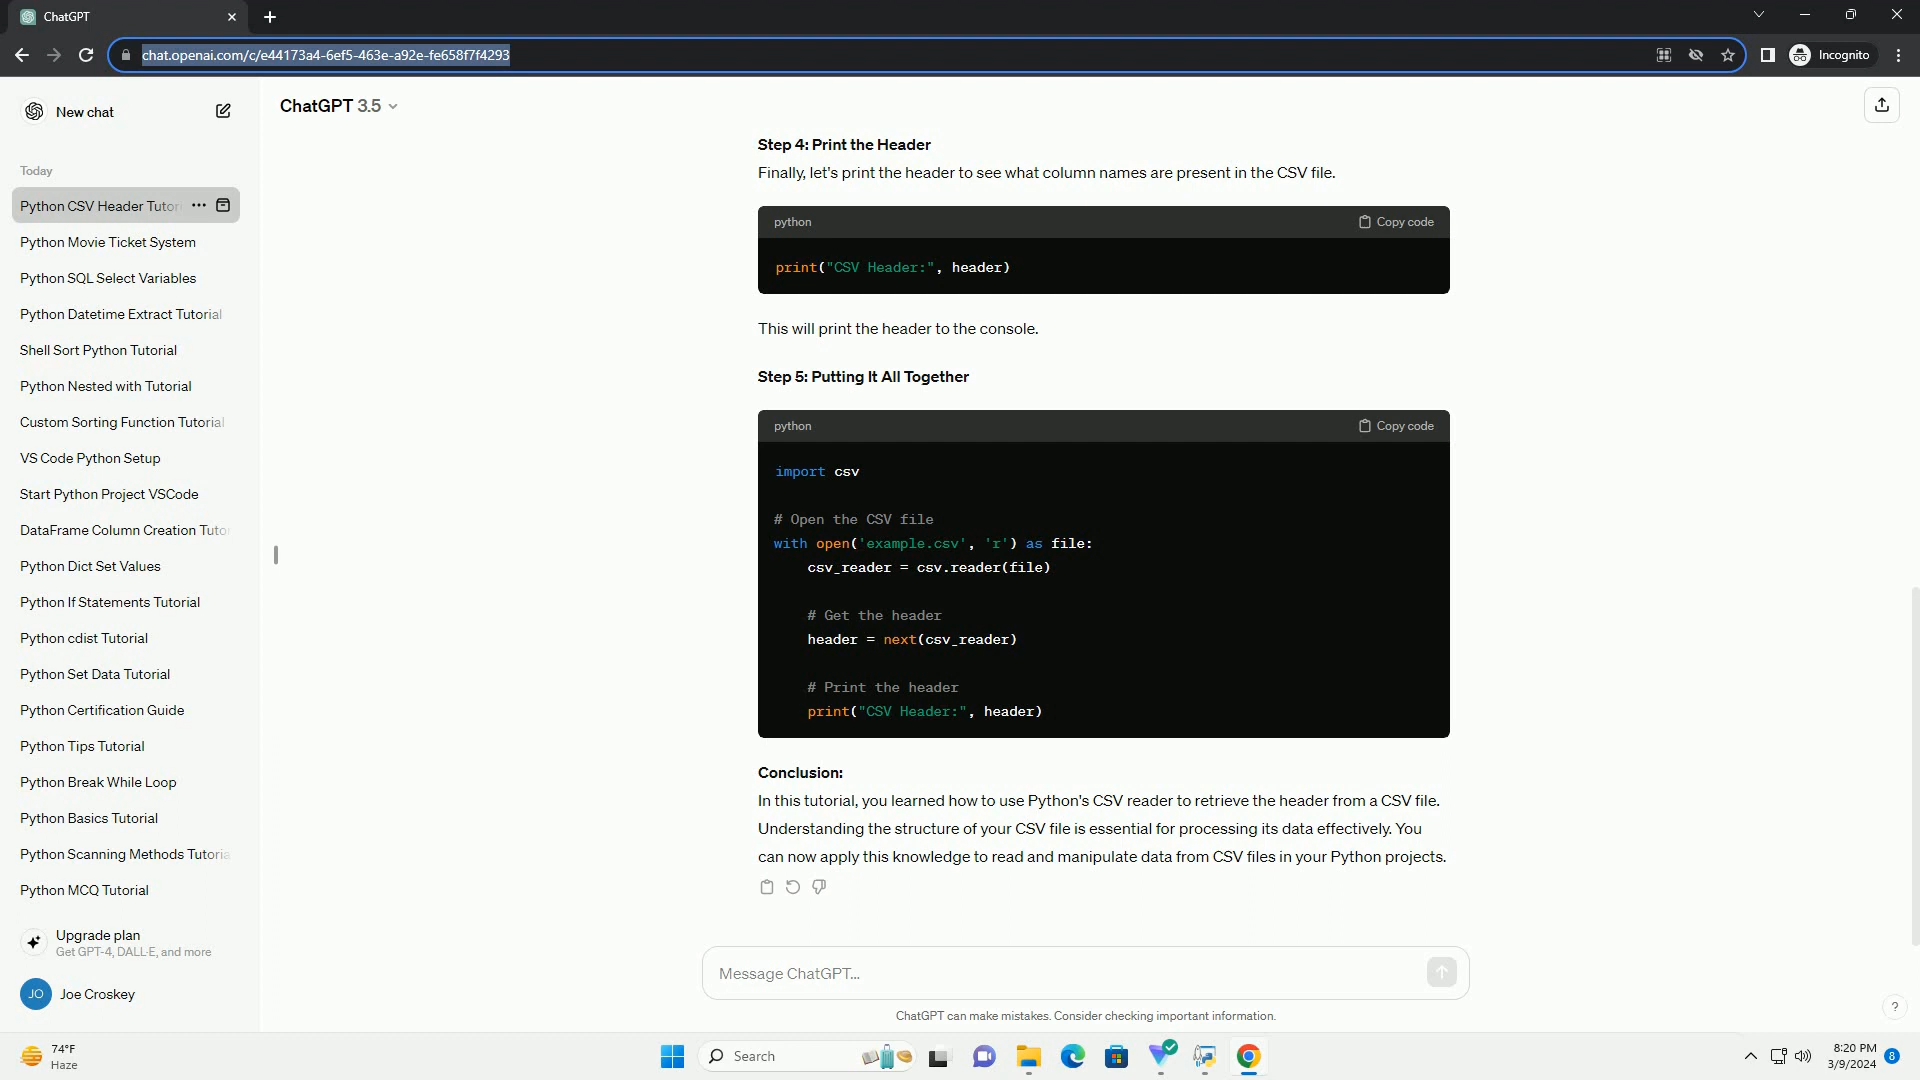 ChatGPT
chat.openai.com/c/e44173a4-6ef5-463e-a92e-fe658f7f4293
Incognito
New chat
ChatGPT 3.5
Today
Python CSV Header Tutori
Python Movie Ticket System
Python SQL Select Variables
Python Datetime Extract Tutorial
Shell Sort Python Tutorial
Python Nested with Tutorial
Custom Sorting Function Tutorial
VS Code Python Setup
Start Python Project VSCode
DataFrame Column Creation Tutor
Python Dict Set Values
Python If Statements Tutorial
Python cdist Tutorial
Python Set Data Tutorial
Python Certification Guide
Python Tips Tutorial
Python Break While Loop
Python Basics Tutorial
Python Scanning Methods Tutoria
Python MCQ Tutorial
Upgrade plan
Get GPT-4, DALL·E, and more
JO Joe Croskey
Step 4: Print the Header
Finally, let's print the header to see what column names are present in the CSV file.
python Copy code
print("CSV Header:", header)
This will print the header to the console.
Step 5: Putting It All Together
python Copy code
import csv
# Open the CSV file
with open('example.csv', 'r') as file:
csv_reader = csv.reader(file)
# Get the header
header = next(csv_reader)
# Print the header
print("CSV Header:", header)
Conclusion:
In this tutorial, you learned how to use Python's CSV reader to retrieve the header from a CSV file.
Understanding the structure of your CSV file is essential for processing its data effectively. You
can now apply this knowledge to read and manipulate data from CSV files in your Python projects.
Message ChatGPT...
ChatGPT can make mistakes. Consider checking important information.
?
74°F
Haze
Search
8:20 PM
3/9/2024
8